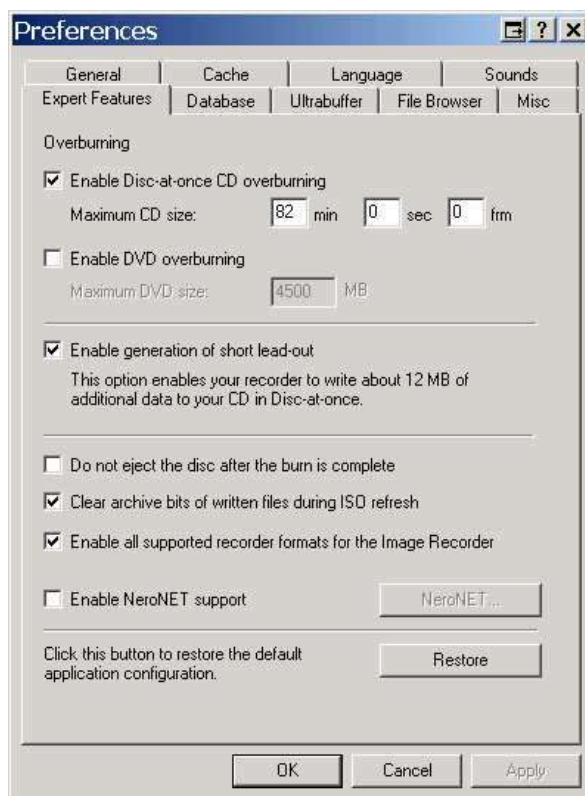 Preferences
?
General Cache Language Sounds
Expert Features Database Ultrabuffer File Browser Misc
Overburning
Enable Disc-at-once CD overburning
Maximum CD size: 82 min 0 sec 0 frm
Enable DVD overburning
Maximum DVD size: 4500 MB
Enable generation of short lead-out
This option enables your recorder to write about 12 MB of
additional data to your CD in Disc-at-once.
Do not eject the disc after the burn is complete
Clear archive bits of written files during ISO refresh
Enable all supported recorder formats for the Image Recorder
Enable NeroNET support NeroNET...
Click this button to restore the default
application configuration. Restore
OK Cancel Apply